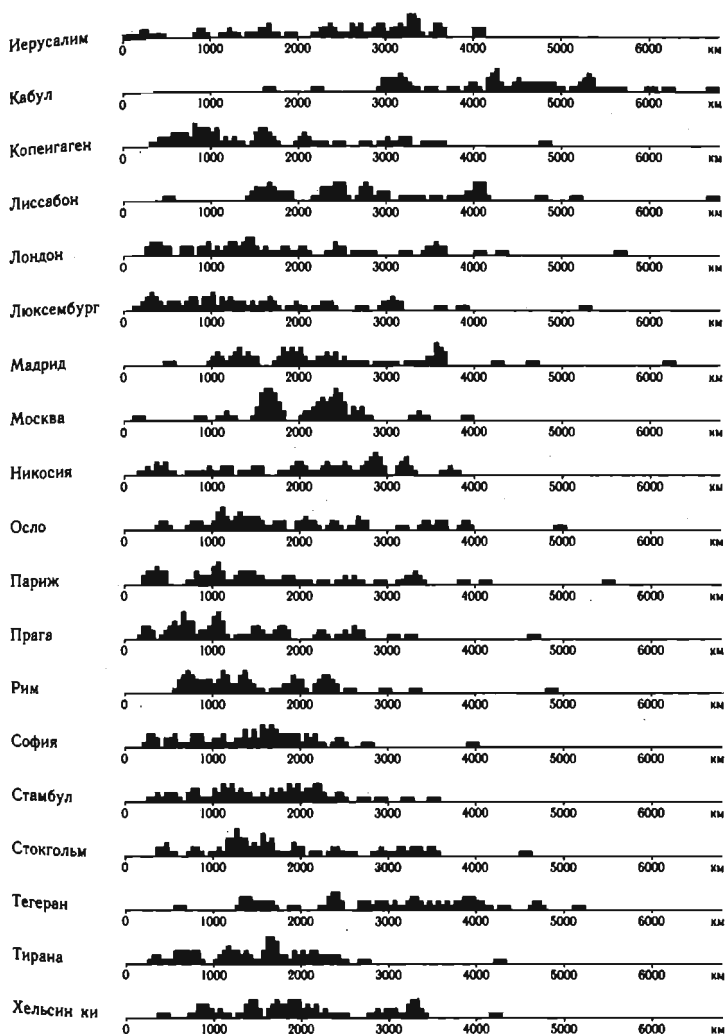 Иерусалим 0 1000 2000 3000 4000 5000 6000 км
Кабул 0 1000 2000 3000 4000 5000 6000 км
Копенгаген 0 1000 2000 3000 4000 5000 6000 км
Лиссабон 0 1000 2000 3000 4000 5000 6000 км
Лондон 0 1000 2000 3000 4000 5000 6000 км
Люксембург 0 1000 2000 3000 4000 5000 6000 км
Мадрид 0 1000 2000 3000 4000 5000 6000 км
Москва 0 1000 2000 3000 4000 5000 6000 км
Никосия 0 1000 2000 3000 4000 5000 6000 км
Осло 0 1000 2000 3000 4000 5000 6000 км
Париж 0 1000 2000 3000 4000 5000 6000 км
Прага 0 1000 2000 3000 4000 5000 6000 км
Рим 0 1000 2000 3000 4000 5000 6000 км
София 0 1000 2000 3000 4000 5000 6000 км
Стамбул 0 1000 2000 3000 4000 5000 6000 км
Стокгольм 0 1000 2000 3000 4000 5000 6000 км
Тегеран 0 1000 2000 3000 4000 5000 6000 км
Тирана 0 1000 2000 3000 4000 5000 6000 км
Хельсин ки 0 1000 2000 3000 4000 5000 6000 км